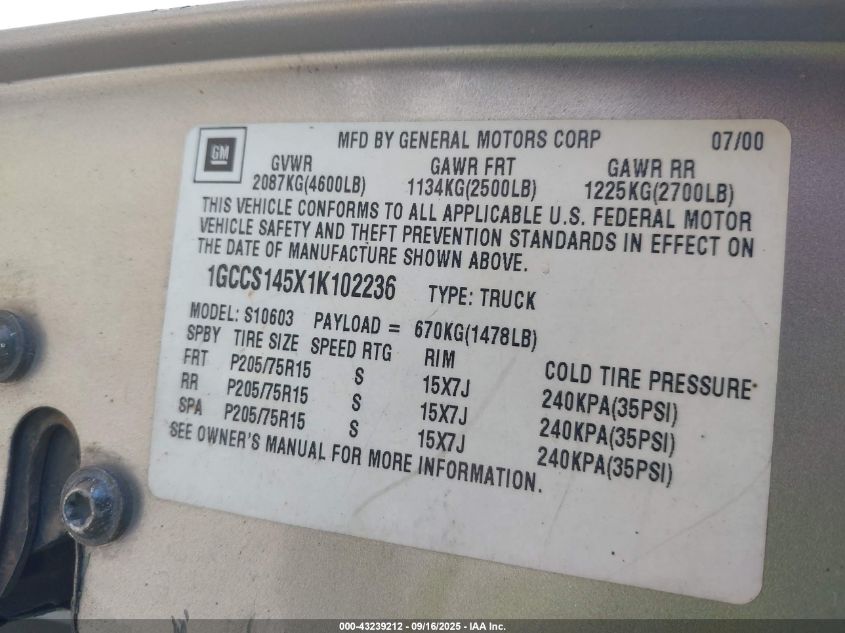 GM
MFD BY GENERAL MOTORS CORP 07/00
GVWR GAWR FRT GAWR RR
2087KG(4600LB) 1134KG(2500LB) 1225KG(2700LB)
THIS VEHICLE CONFORMS TO ALL APPLICABLE U.S. FEDERAL MOTOR
VEHICLE SAFETY AND THEFT PREVENTION STANDARDS IN EFFECT ON
THE DATE OF MANUFACTURE SHOWN ABOVE.
1GCCS145X1K102236 TYPE: TRUCK
MODEL: S10603 PAYLOAD = 670KG(1478LB)
SPBY TIRE SIZE SPEED RTG RIM COLD TIRE PRESSURE
FRT P205/75R15 S 15X7J 240KPA(35PSI)
RR P205/75R15 S 15X7J 240KPA(35PSI)
SPA P205/75R15 S 15X7J 240KPA(35PSI)
SEE OWNER'S MANUAL FOR MORE INFORMATION.
000-43239212 - 09/16/2025 - IAA Inc.